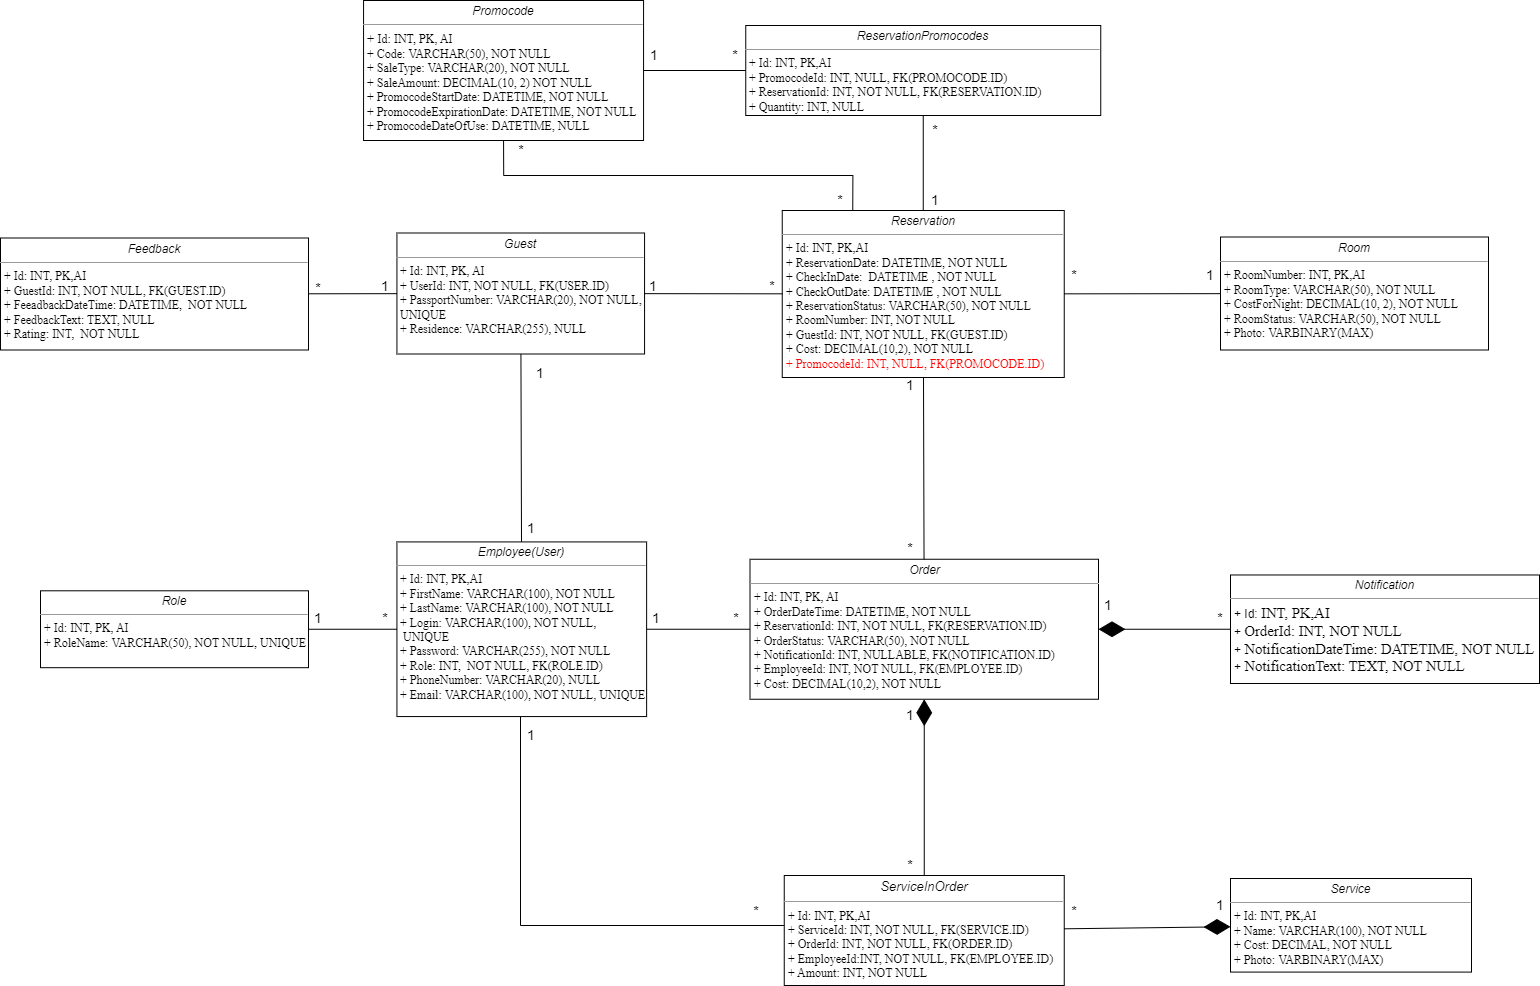 Promocode
+ Id: INT, PK, AI
+ Code: VARCHAR(50), NOT NULL
+ SaleType: VARCHAR(20), NOT NULL
+ SaleAmount: DECIMAL(10, 2) NOT NULL
+ PromocodeStartDate: DATETIME, NOT NULL
+ PromocodeExpirationDate: DATETIME, NOT NULL
+ PromocodeDateOfUse: DATETIME, NULL
1
*
ReservationPromocodes
+ Id: INT, PK,AI
+ PromocodeId: INT, NULL, FK(PROMOCODE.ID)
+ ReservationId: INT, NOT NULL, FK(RESERVATION.ID)
+ Quantity: INT, NULL
*
*
*
1
Feedback
+ Id: INT, PK,AI
+ GuestId: INT, NOT NULL, FK(GUEST.ID)
+ FeeadbackDateTime: DATETIME, NOT NULL
+ FeedbackText: TEXT, NULL
+ Rating: INT, NOT NULL
*
1
Guest
+ Id: INT, PK, AI
+ UserId: INT, NOT NULL, FK(USER.ID)
+ PassportNumber: VARCHAR(20), NOT NULL,
UNIQUE
+ Residence: VARCHAR(255), NULL
1
*
Reservation
+ Id: INT, PK,AI
+ ReservationDate: DATETIME, NOT NULL
+ CheckInDate: DATETIME , NOT NULL
+ CheckOutDate: DATETIME , NOT NULL
+ ReservationStatus: VARCHAR(50), NOT NULL
+ RoomNumber: INT, NOT NULL
+ GuestId: INT, NOT NULL, FK(GUEST.ID)
+ Cost: DECIMAL(10,2), NOT NULL
+ PromocodeId: INT, NULL, FK(PROMOCODE.ID)
*
1
Room
+ RoomNumber: INT, PK,AI
+ RoomType: VARCHAR(50), NOT NULL
+ CostForNight: DECIMAL(10, 2), NOT NULL
+ RoomStatus: VARCHAR(50), NOT NULL
+ Photo: VARBINARY(MAX)
1
1
1
*
Role
+ Id: INT, PK, AI
+ RoleName: VARCHAR(50), NOT NULL, UNIQUE
1
*
Employee(User)
+ Id: INT, PK,AI
+ FirstName: VARCHAR(100), NOT NULL
+ LastName: VARCHAR(100), NOT NULL
+ Login: VARCHAR(100), NOT NULL,
UNIQUE
+ Password: VARCHAR(255), NOT NULL
+ Role: INT, NOT NULL, FK(ROLE.ID)
+ PhoneNumber: VARCHAR(20), NULL
+ Email: VARCHAR(100), NOT NULL, UNIQUE
1
*
Order
+ Id: INT, PK, AI
+ OrderDateTime: DATETIME, NOT NULL
+ ReservationId: INT, NOT NULL, FK(RESERVATION.ID)
+ OrderStatus: VARCHAR(50), NOT NULL
+ NotificationId: INT, NULLABLE, FK(NOTIFICATION.ID)
+ EmployeeId: INT, NOT NULL, FK(EMPLOYEE.ID)
+ Cost: DECIMAL(10,2), NOT NULL
1
*
Notification
+ Id: INT, PK,AI
+ OrderId: INT, NOT NULL
+ NotificationDateTime: DATETIME, NOT NULL
+ NotificationText: TEXT, NOT NULL
1
1
*
*
ServiceInOrder
+ Id: INT, PK,AI
+ ServiceId: INT, NOT NULL, FK(SERVICE.ID)
+ OrderId: INT, NOT NULL, FK(ORDER.ID)
+ EmployeeId:INT, NOT NULL, FK(EMPLOYEE.ID)
+ Amount: INT, NOT NULL
*
1
Service
+ Id: INT, PK,AI
+ Name: VARCHAR(100), NOT NULL
+ Cost: DECIMAL, NOT NULL
+ Photo: VARBINARY(MAX)